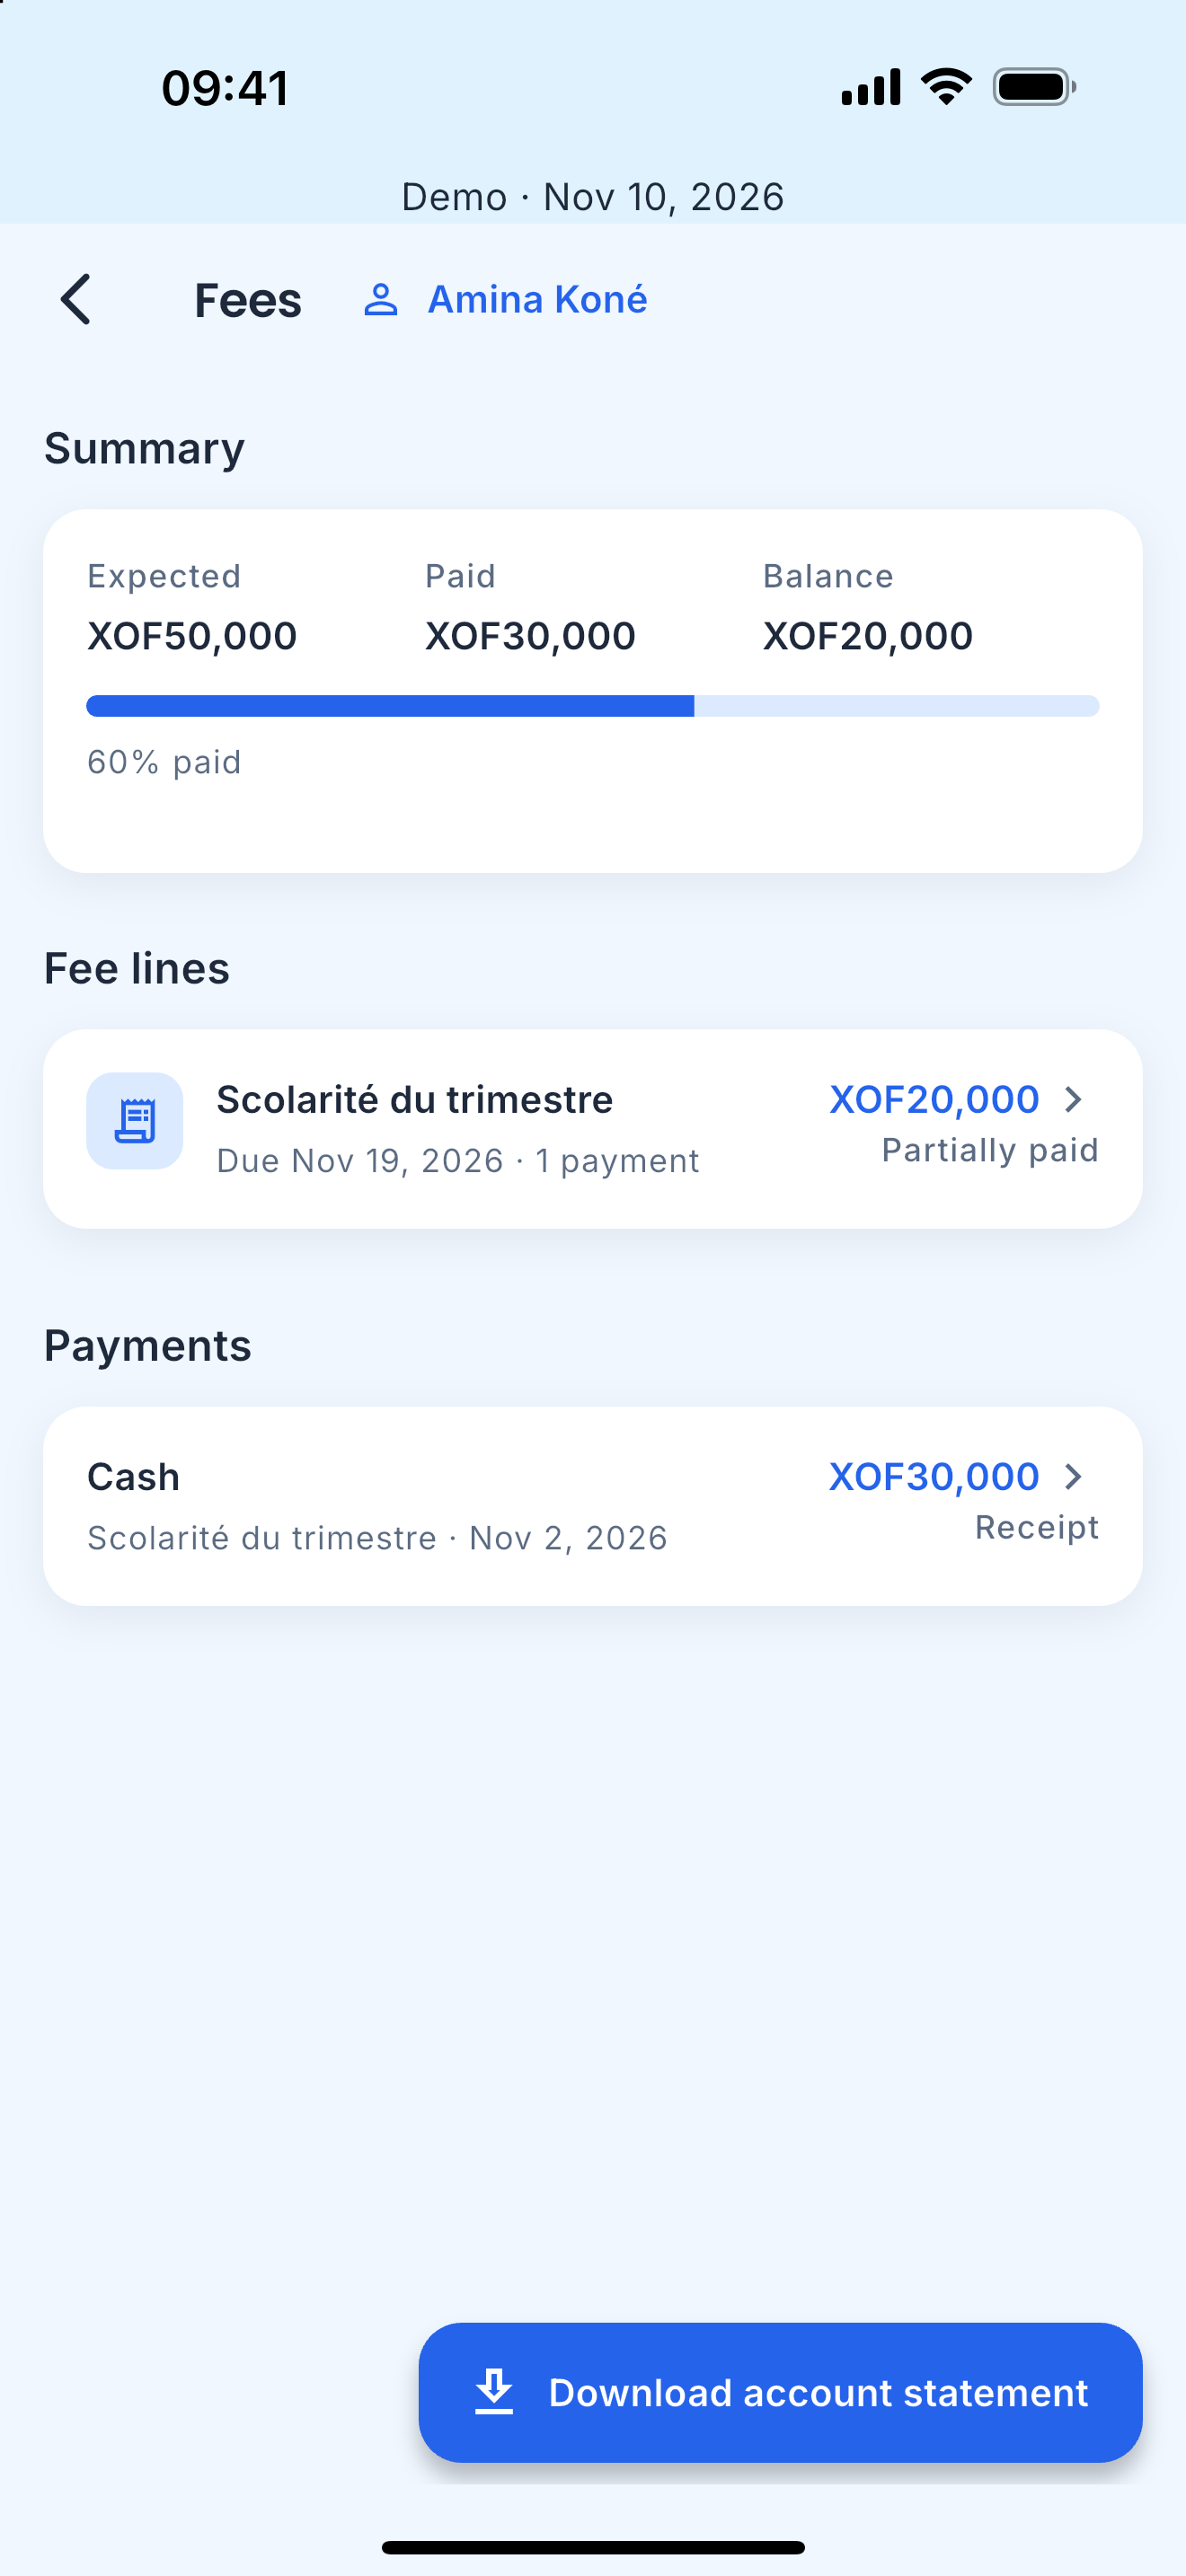 09:41
Demo · Nov 10, 2026
Fees Amina Koné
Summary
Expected Paid Balance
XOF50,000 XOF30,000 XOF20,000
60% paid
Fee lines
Scolarité du trimestre XOF20,000
Due Nov 19, 2026 · 1 payment Partially paid
Payments
Cash XOF30,000
Scolarité du trimestre · Nov 2, 2026 Receipt
Download account statement